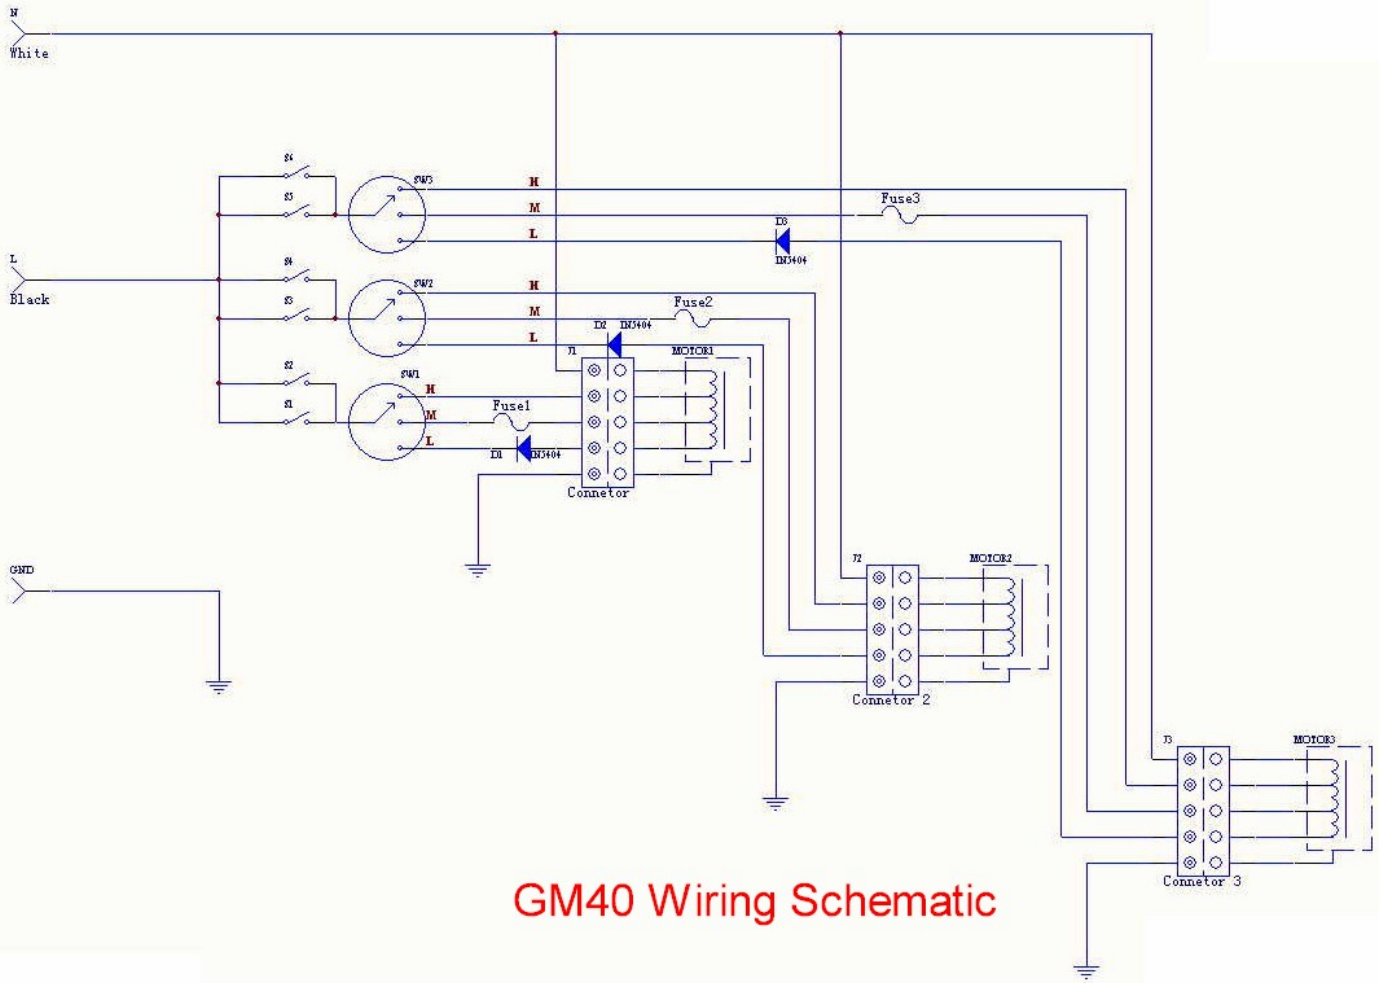 N
White
S6
SW3
H
S5
M
Fuse3
L
D3
IN5404
L
Black
S4
SW2
H
S3
M
Fuse2
L
D2
IN5404
J1
MOTOR1
S2
SW1
H
S1
M
Fuse1
L
D1
IN5404
Connetor
GND
J2
MOTOR2
Connetor 2
J3
MOTOR3
Connetor 3
GM40 Wiring Schematic